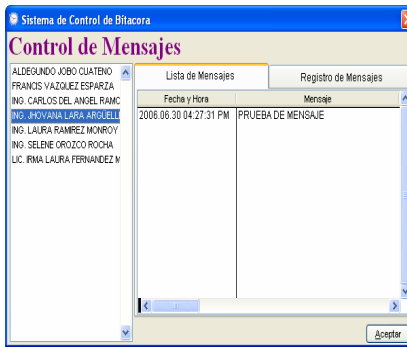 Sistema de Control de Bitacora
Control de Mensajes
ALDEGUNDO JOBO CUATENO
FRANCIS VAZQUEZ ESPARZA
ING. CARLOS DEL ANGEL RAMO
ING. JHOVANA LARA ARGUELL
ING. LAURA RAMIREZ MONROY
ING. SELENE OROZCO ROCHA
LIC. IRMA LAURA FERNANDEZ M
Lista de Mensajes
Registro de Mensajes
Fecha y Hora
Mensaje
2006.06.30 04:27:31 PM
PRUEBA DE MENSAJE
Aceptar